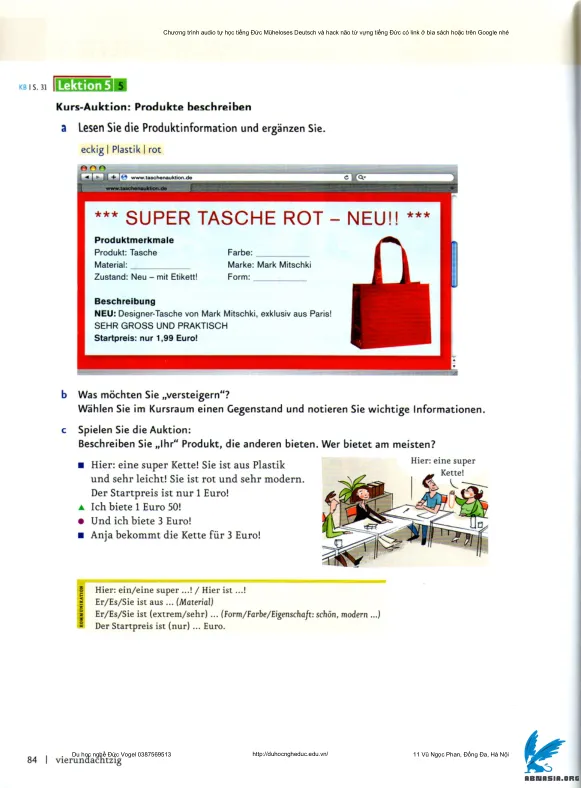 Chương trình audio tự học tiếng Đức Müheloses Deutsch và hack não từ vựng tiếng Đức có link ở bìa sách hoặc trên Google nhé
KB | S. 31 Lektion 5 5
Kurs-Auktion: Produkte beschreiben
a Lesen Sie die Produktinformation und ergänzen Sie.
eckig | Plastik | rot
www.taschenauktion.de
www.taschenauktion.de
*** SUPER TASCHE ROT – NEU!! ***
Produktmerkmale
Produkt: Tasche Farbe: ________
Material: ________ Marke: Mark Mitschki
Zustand: Neu – mit Etikett! Form: ________
Beschreibung
NEU: Designer-Tasche von Mark Mitschki, exklusiv aus Paris!
SEHR GROSS UND PRAKTISCH
Startpreis: nur 1,99 Euro!
b Was möchten Sie „versteigern“?
Wählen Sie im Kursraum einen Gegenstand und notieren Sie wichtige Informationen.
c Spielen Sie die Auktion:
Beschreiben Sie „Ihr“ Produkt, die anderen bieten. Wer bietet am meisten?
■ Hier: eine super Kette! Sie ist aus Plastik
und sehr leicht! Sie ist rot und sehr modern.
Der Startpreis ist nur 1 Euro!
▲ Ich biete 1 Euro 50!
● Und ich biete 3 Euro!
■ Anja bekommt die Kette für 3 Euro!
Hier: eine super
Kette!
KOMMUNIKATION
Hier: ein/eine super ...! / Hier ist ...!
Er/Es/Sie ist aus ... (Material)
Er/Es/Sie ist (extrem/sehr) ... (Form/Farbe/Eigenschaft: schön, modern ...)
Der Startpreis ist (nur) ... Euro.
84 | vierundachtzig
Du học nghề Đức Vogel 0387569513 http://duhocngheduc.edu.vn/ 11 Vũ Ngọc Phan, Đống Đa, Hà Nội
ABWASIA.ORG